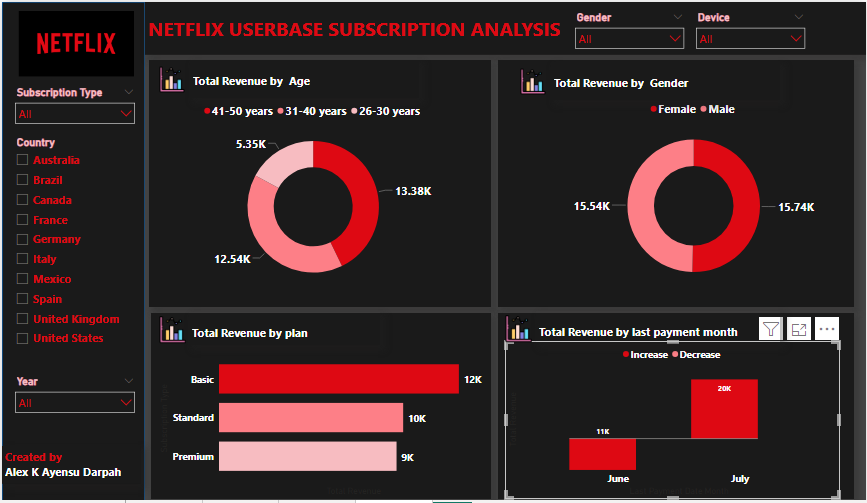 NETFLIX
NETFLIX USERBASE SUBSCRIPTION ANALYSIS
Gender
All
Device
All
Subscription Type
All
Country
Australia
Brazil
Canada
France
Germany
Italy
Mexico
Spain
United Kingdom
United States
Year
All
Created by
Alex K Ayensu Darpah
Total Revenue by Age
41-50 years 31-40 years 26-30 years
5.35K
13.38K
12.54K
Total Revenue by Gender
Female Male
15.54K
15.74K
Total Revenue by plan
Basic
12K
Standard
10K
Premium
9K
Total Revenue by last payment month
Increase Decrease
20K
11K
June
July